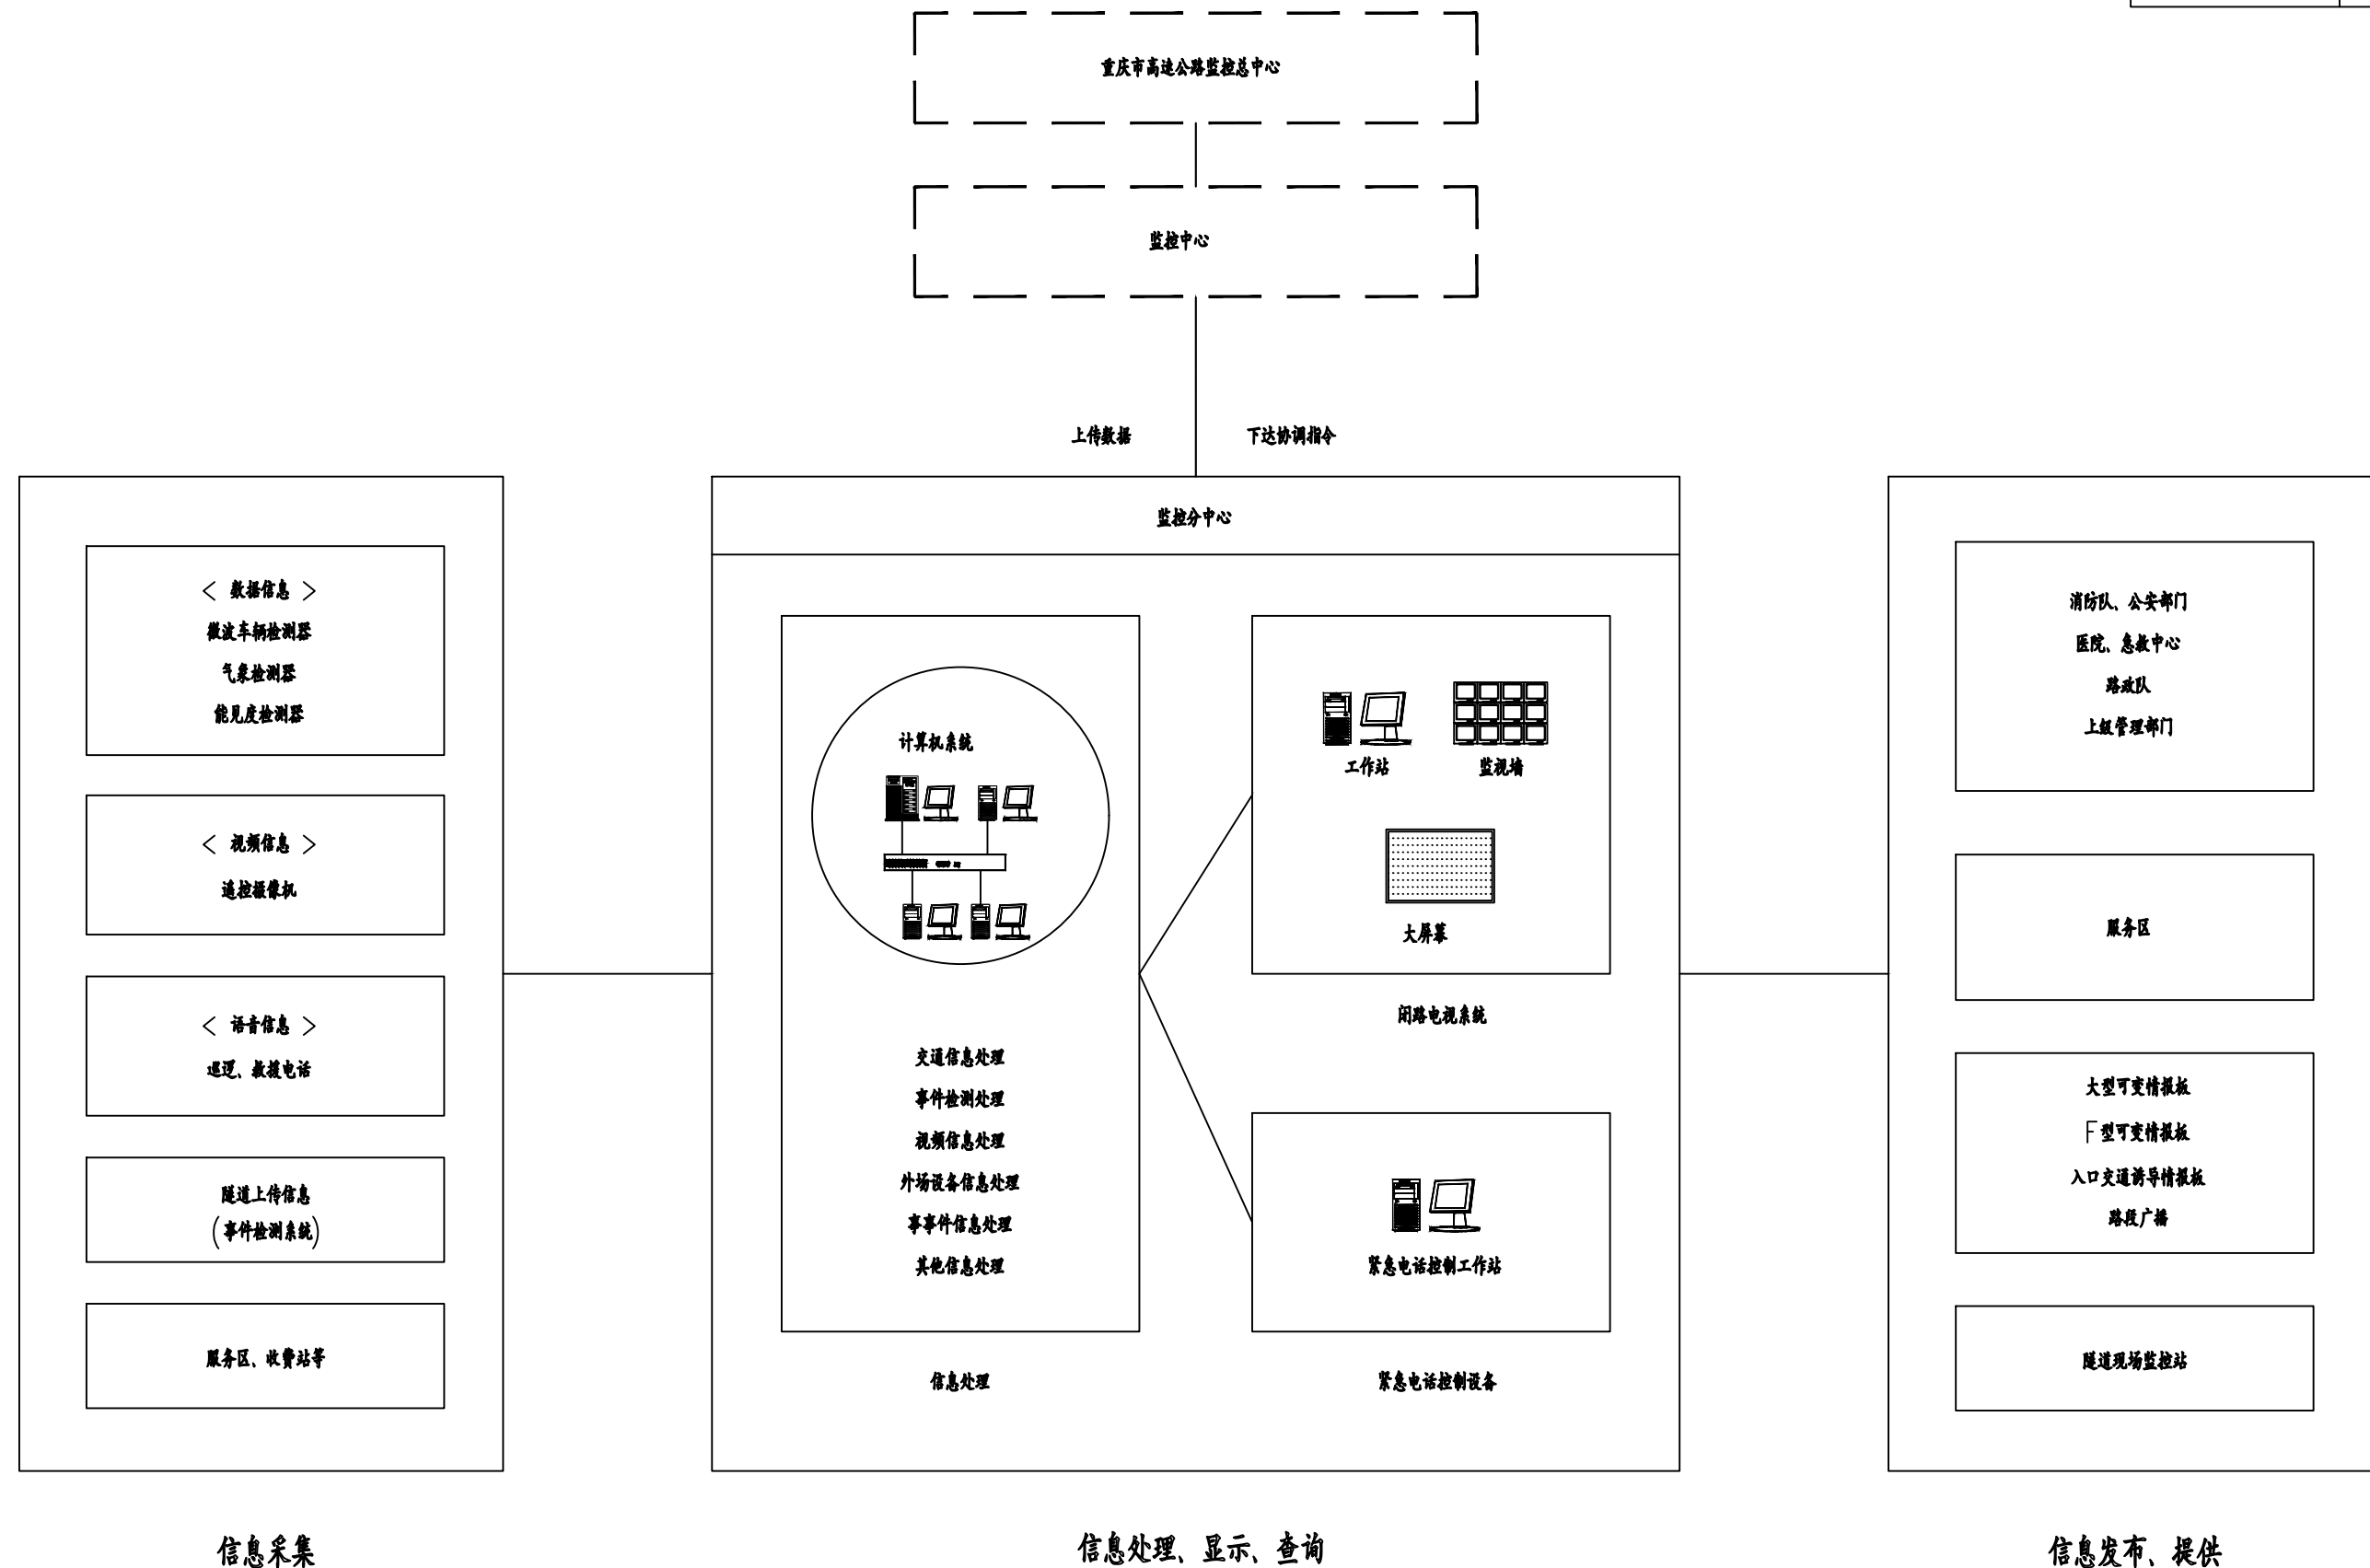 重庆市高速公路监控总中心
监控中心
上传数据
下达协调指令
< 数据信息 >
微波车辆检测器
气象检测器
能见度检测器
< 视频信息 >
遥控摄像机
< 语音信息 >
巡逻、救援电话
隧道上传信息
(事件检测系统)
服务区、收费站等
信息采集
监控分中心
计算机系统
交通信息处理
事件检测处理
视频信息处理
外场设备信息处理
事事件信息处理
其他信息处理
信息处理
工作站
监视墙
大屏幕
闭路电视系统
紧急电话控制工作站
紧急电话控制设备
信息处理、显示、查询
消防队、公安部门
医院、急救中心
路政队
上级管理部门
服务区
大型可变情报板
F型可变情报板
入口交通诱导情报板
路段广播
隧道现场监控站
信息发布、提供